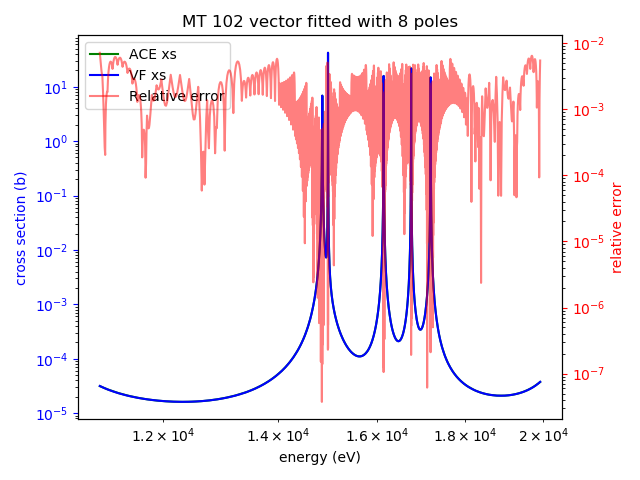 MT 102 vector fitted with 8 poles
ACE xs
VF xs
Relative error
10¹
10⁰
10⁻¹
10⁻²
10⁻³
10⁻⁴
10⁻⁵
cross section (b)
10⁻²
10⁻³
10⁻⁴
10⁻⁵
10⁻⁶
10⁻⁷
relative error
1.2 × 10⁴ 1.4 × 10⁴ 1.6 × 10⁴ 1.8 × 10⁴ 2 × 10⁴
energy (eV)